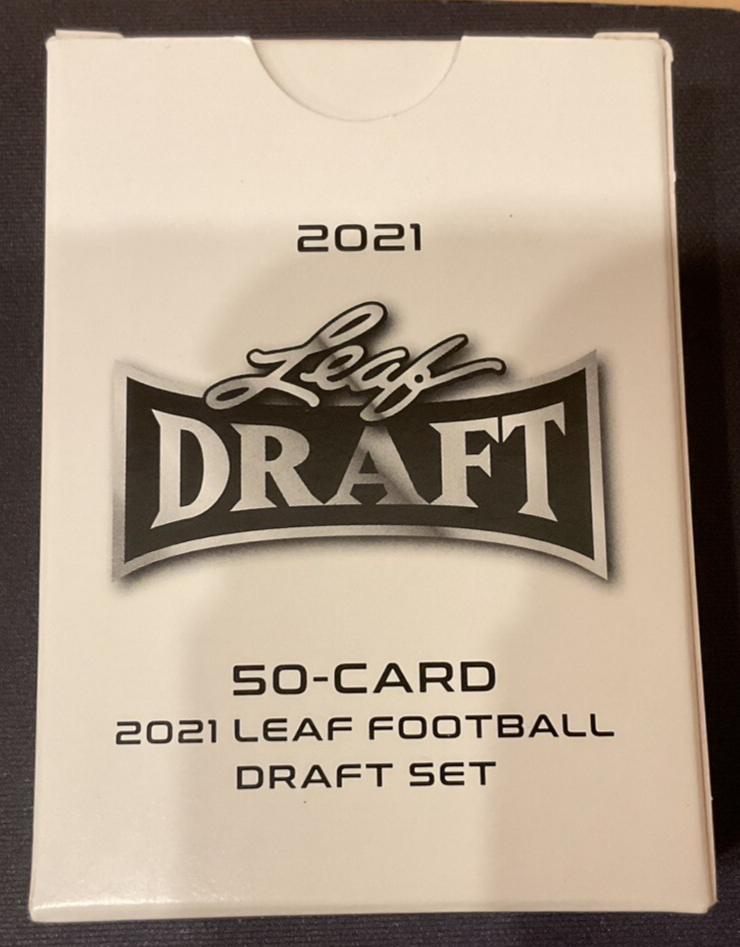 2021
Leaf
DRAFT
50-CARD
2021 LEAF FOOTBALL
DRAFT SET